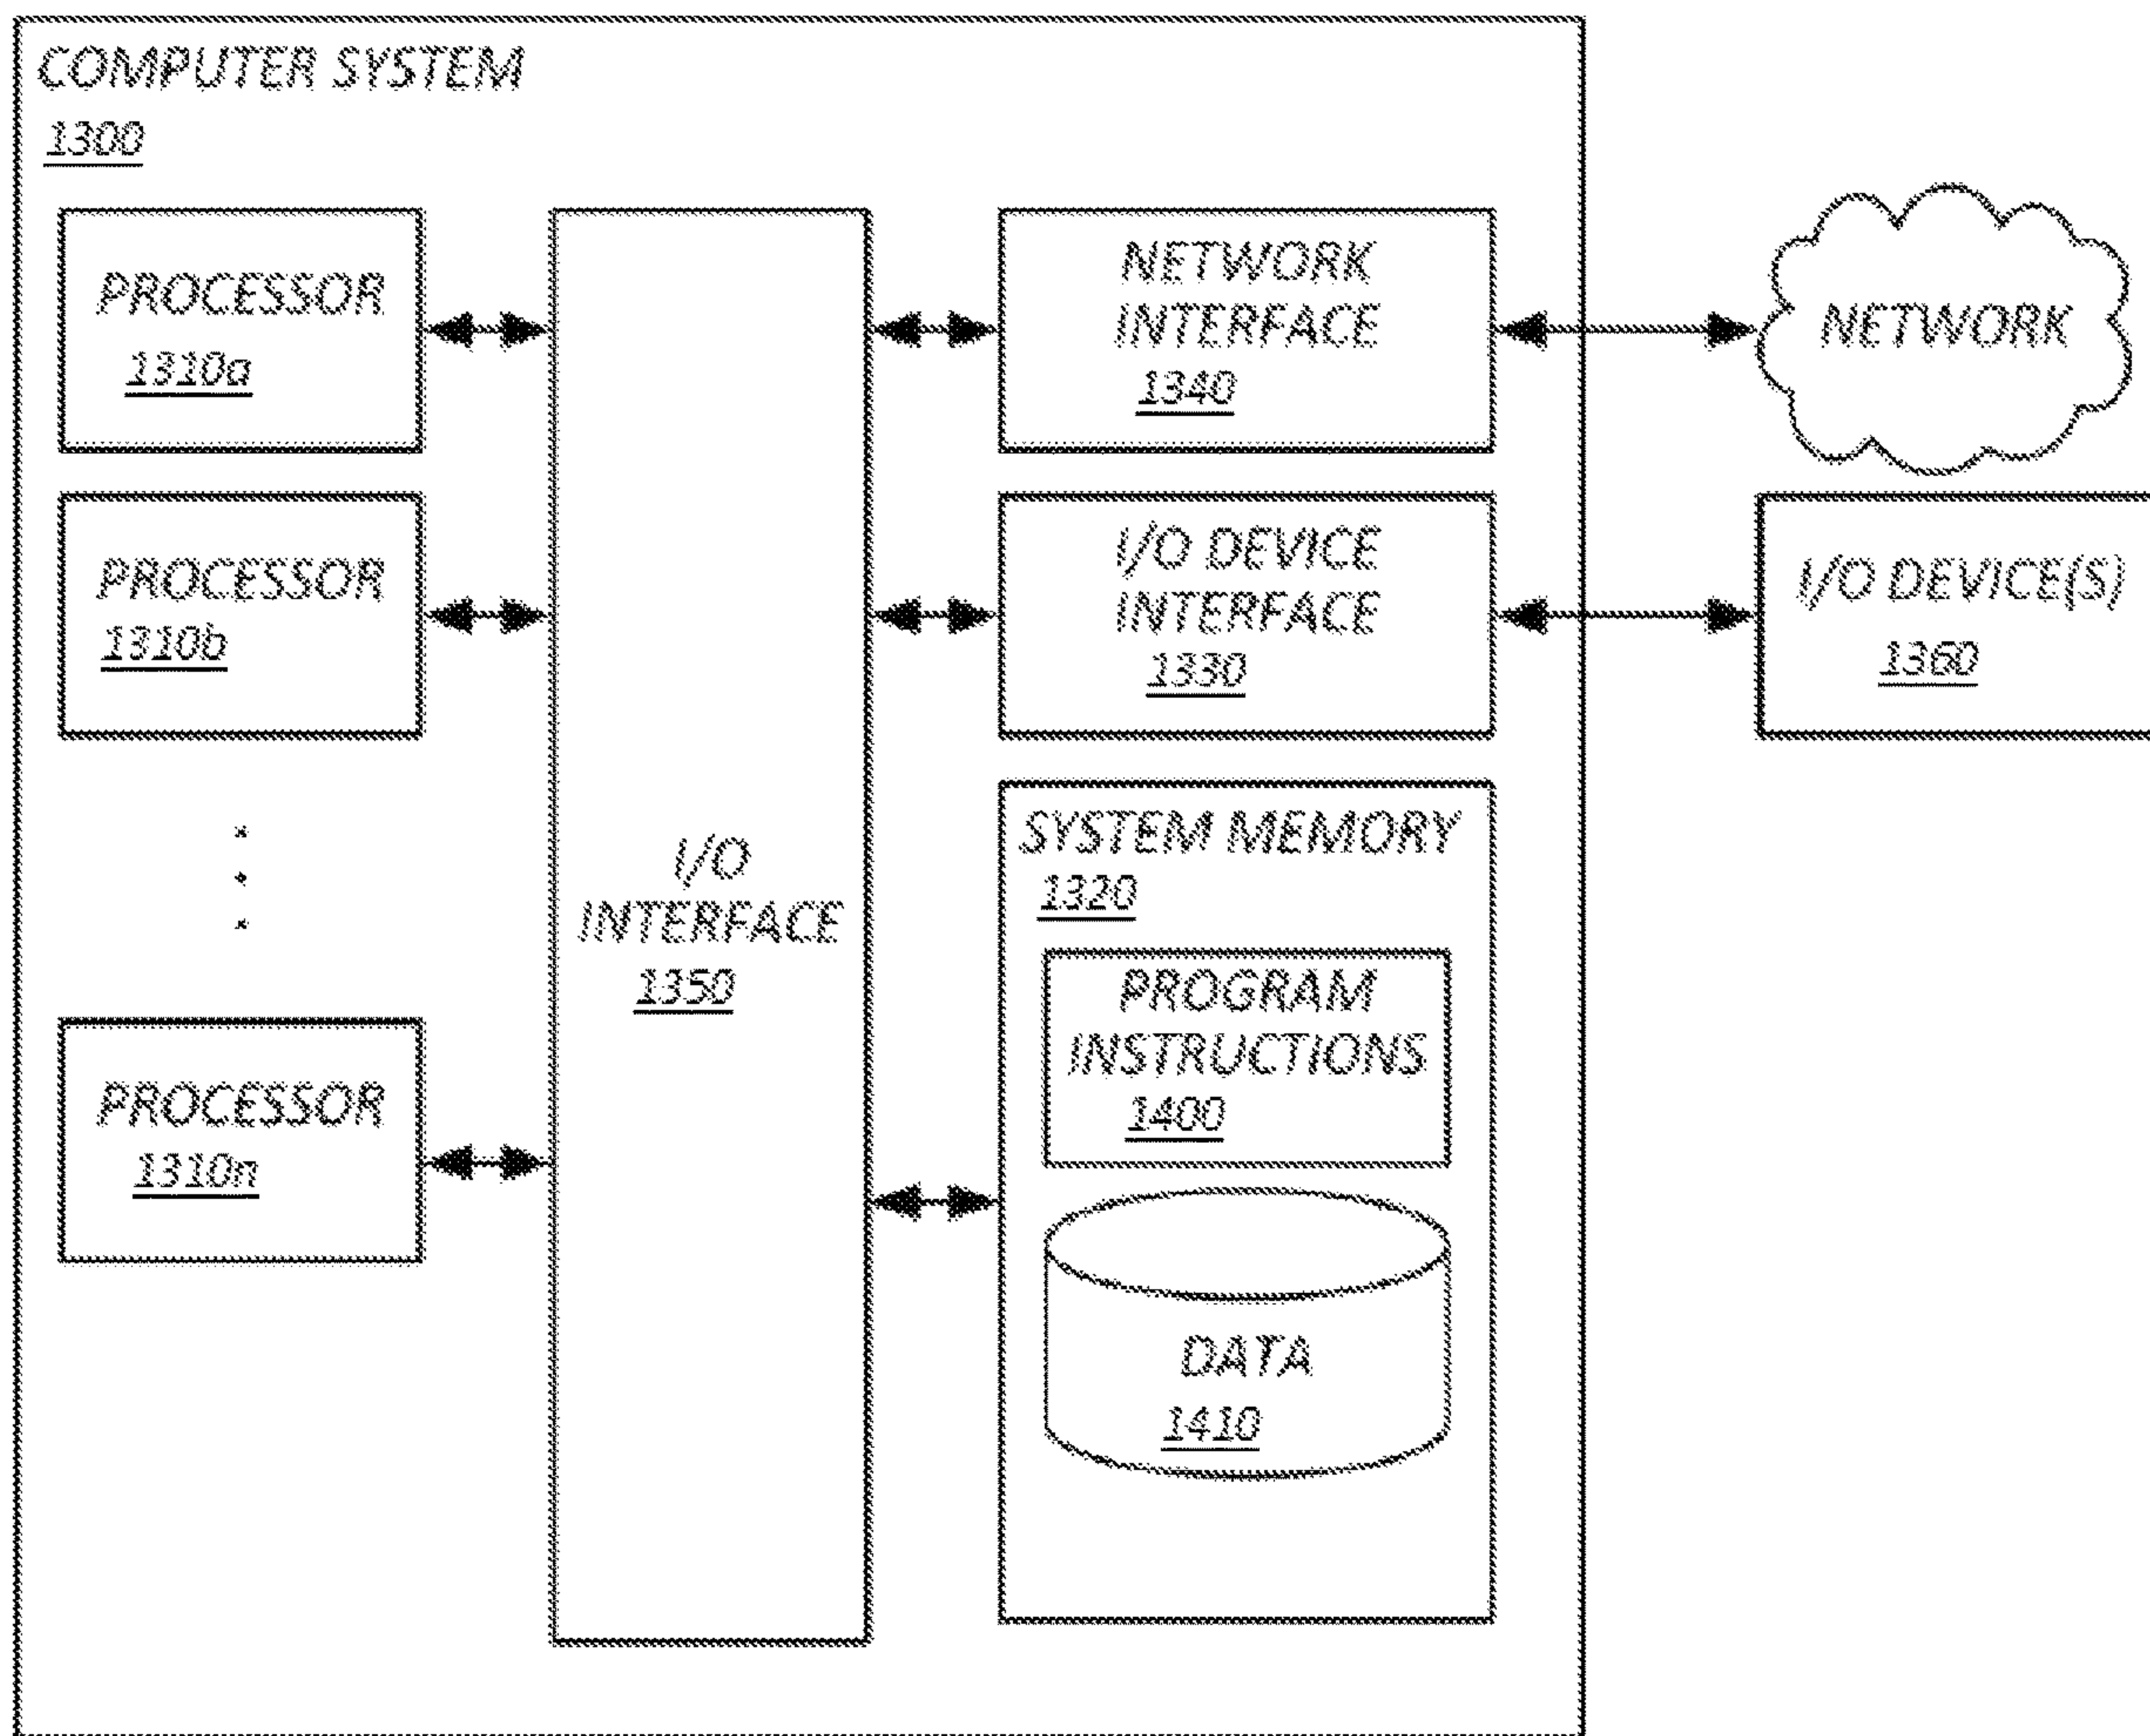 COMPUTER SYSTEM
1300
PROCESSOR
1310a
PROCESSOR
1310b
PROCESSOR
1310n
I/O
INTERFACE
1350
NETWORK
INTERFACE
1340
I/O DEVICE
INTERFACE
1330
SYSTEM MEMORY
1320
PROGRAM
INSTRUCTIONS
1400
DATA
1410
NETWORK
I/O DEVICE(S)
1360